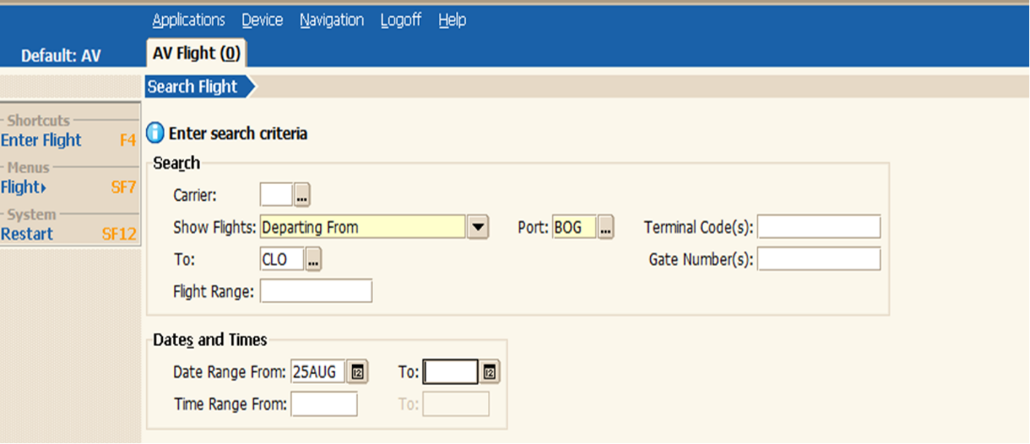 Applications Device Navigation Logoff Help
Default: AV
AV Flight (0)
Search Flight
Shortcuts
Enter Flight F4
Menus
Flight SF7
System
Restart SF12
Enter search criteria
Search
Carrier: ...
Show Flights: Departing From Port: BOG ... Terminal Code(s):
To: CLO ... Gate Number(s):
Flight Range:
Dates and Times
Date Range From: 25AUG 12 To: 12
Time Range From: To: